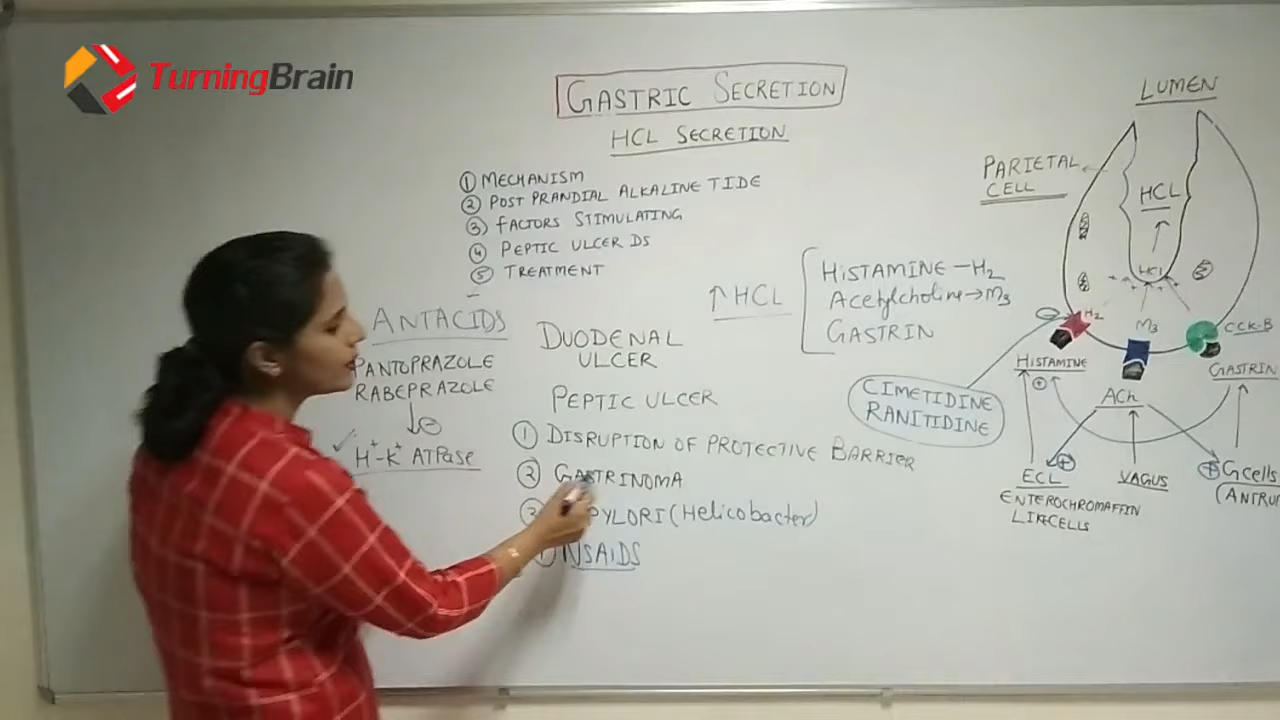 TurningBrain
GASTRIC SECRETION
HCL SECRETION
① MECHANISM
② POST PRANDIAL ALKALINE TIDE
③ FACTORS STIMULATING
④ PEPTIC ULCER DS
⑤ TREATMENT
ANTACIDS
PANTOPRAZOLE
RABEPRAZOLE
↓⊖
✓ H⁺-K⁺ ATPase
DUODENAL
ULCER
PEPTIC ULCER
① DISRUPTION OF PROTECTIVE BARRIER
② GASTRINOMA
PYLORI (Helicobacter)
NSAIDS
↑HCL
HISTAMINE - H2
Acetylcholine → M3
GASTRIN
CIMETIDINE
RANITIDINE
LUMEN
PARIETAL
CELL
HCL
HCl
⊖
H2
M3
CCK-B
HISTAMINE
ACh
GASTRIN
⊕
⊕
⊕
ECL
ENTEROCHROMAFFIN
LIKE CELLS
VAGUS
G cells
(ANTRUM